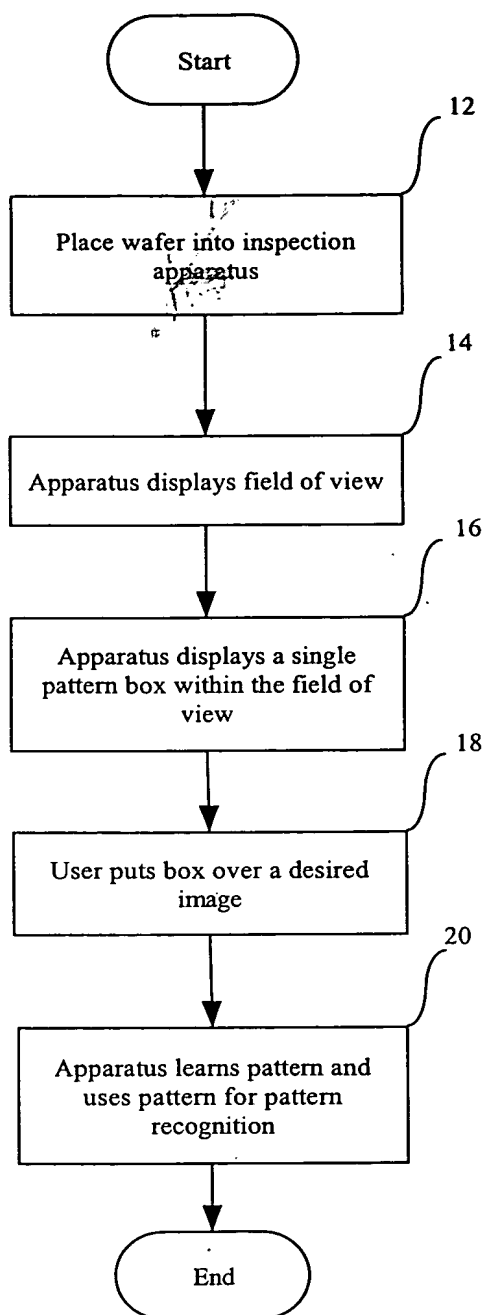 Start
12
Place wafer into inspection
apparatus
14
Apparatus displays field of view
16
Apparatus displays a single
pattern box within the field of
view
18
User puts box over a desired
image
20
Apparatus learns pattern and
uses pattern for pattern
recognition
End